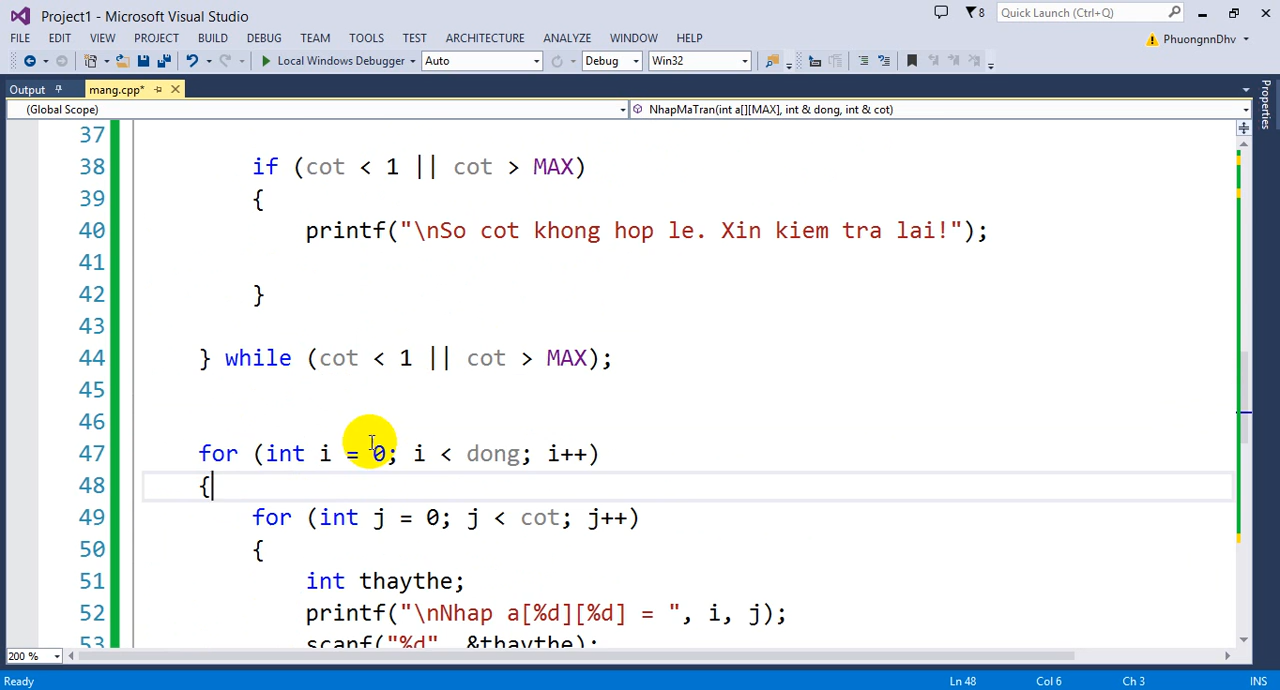 Project1 - Microsoft Visual Studio
8
Quick Launch (Ctrl+Q)
FILE EDIT VIEW PROJECT BUILD DEBUG TEAM TOOLS TEST ARCHITECTURE ANALYZE WINDOW HELP
PhuongnnDhv
Local Windows Debugger Auto Debug Win32
Output mang.cpp*
(Global Scope) NhapMaTran(int a[][MAX], int & dong, int & cot)
Properties
37
38 if (cot < 1 || cot > MAX)
39 {
40 printf("\nSo cot khong hop le. Xin kiem tra lai!");
41
42 }
43
44 } while (cot < 1 || cot > MAX);
45
46
47 for (int i = 0; i < dong; i++)
48 {
49 for (int j = 0; j < cot; j++)
50 {
51 int thaythe;
52 printf("\nNhap a[%d][%d] = ", i, j);
53 scanf("%d", &thaythe);
200 %
Ready Ln 48 Col 6 Ch 3 INS